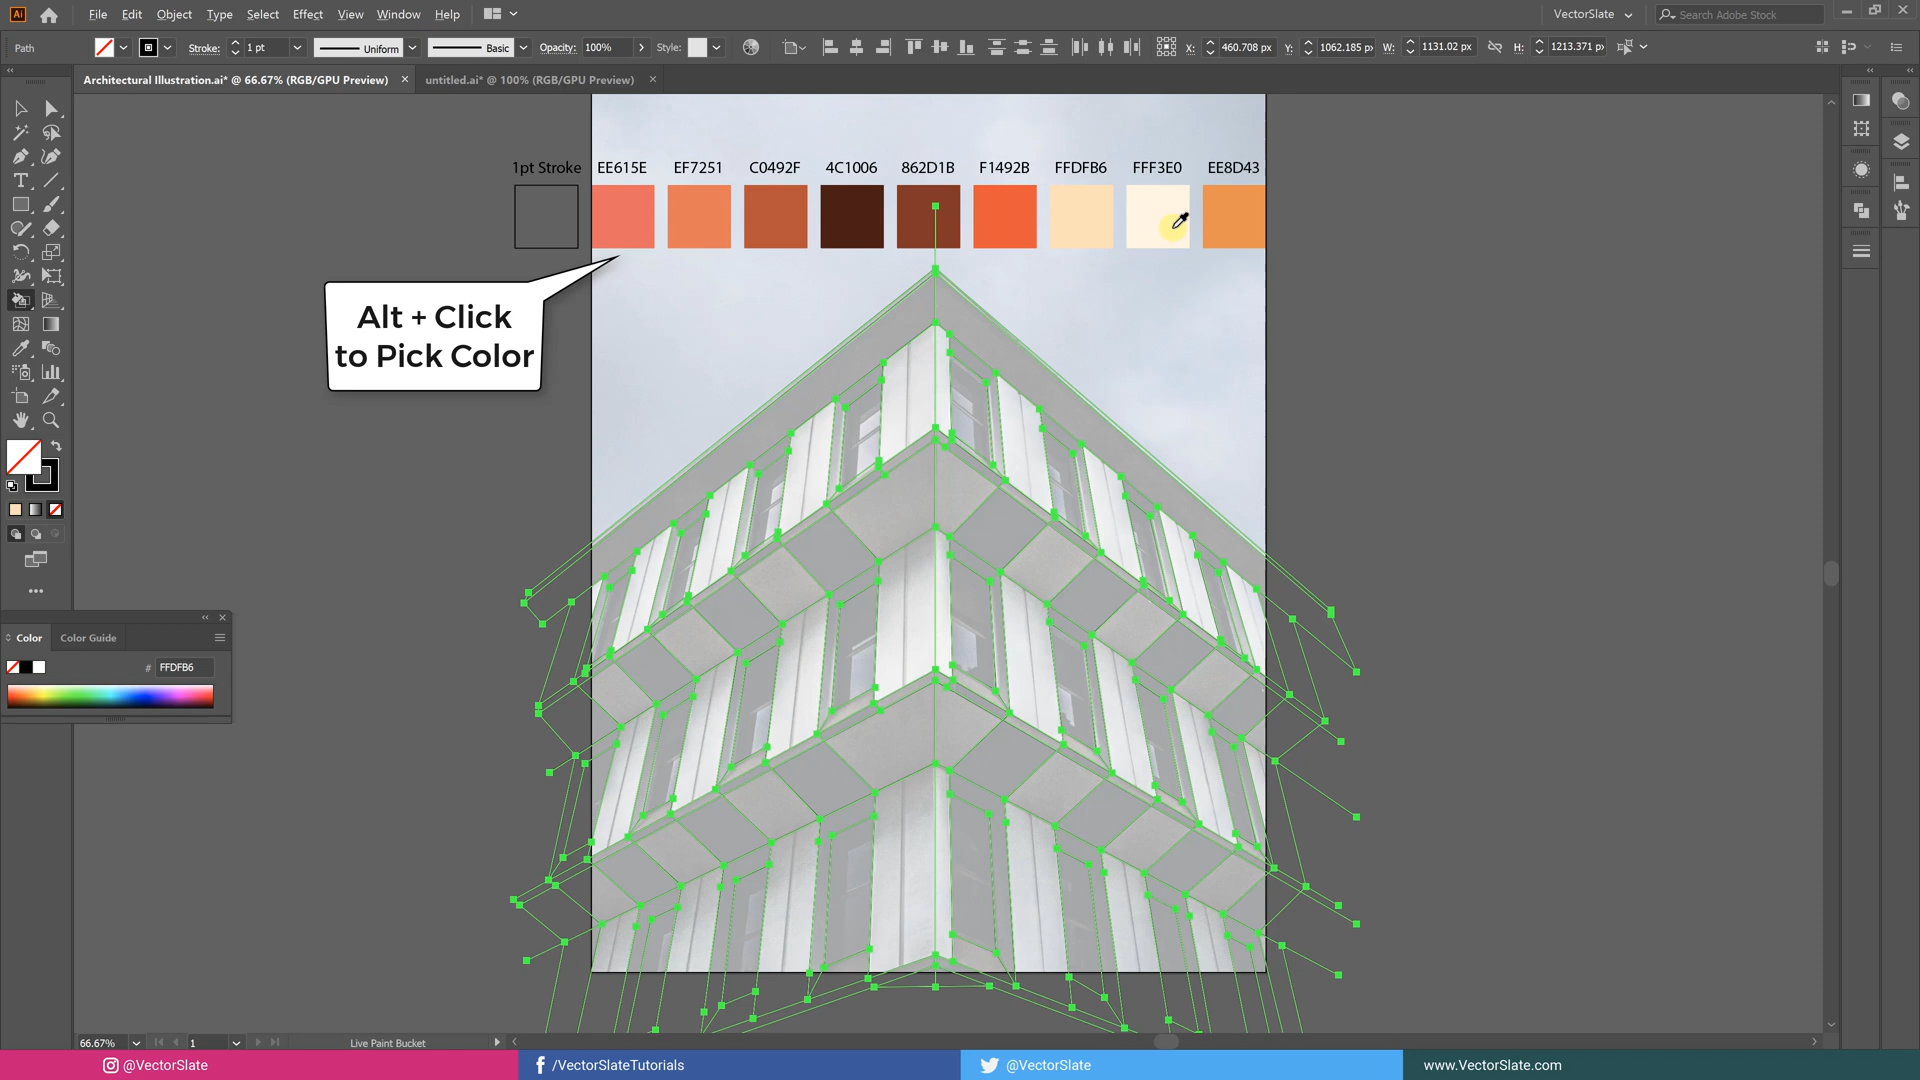 Ai File Edit Object Type Select Effect View Window Help VectorSlate Search Adobe Stock
Path Stroke: 1 pt Uniform Basic Opacity: 100% Style: X: 460.708 px Y: 1062.185 px W: 1131.02 px H: 1213.371 px
Architectural Illustration.ai* @ 66.67% (RGB/GPU Preview) × untitled.ai* @ 100% (RGB/GPU Preview) ×
1pt Stroke EE615E EF7251 C0492F 4C1006 862D1B F1492B FFDFB6 FFF3E0 EE8D43
Alt + Click
to Pick Color
Color Color Guide
# FFDFB6
66.67% 1 Live Paint Bucket
@VectorSlate /VectorSlateTutorials @VectorSlate www.VectorSlate.com